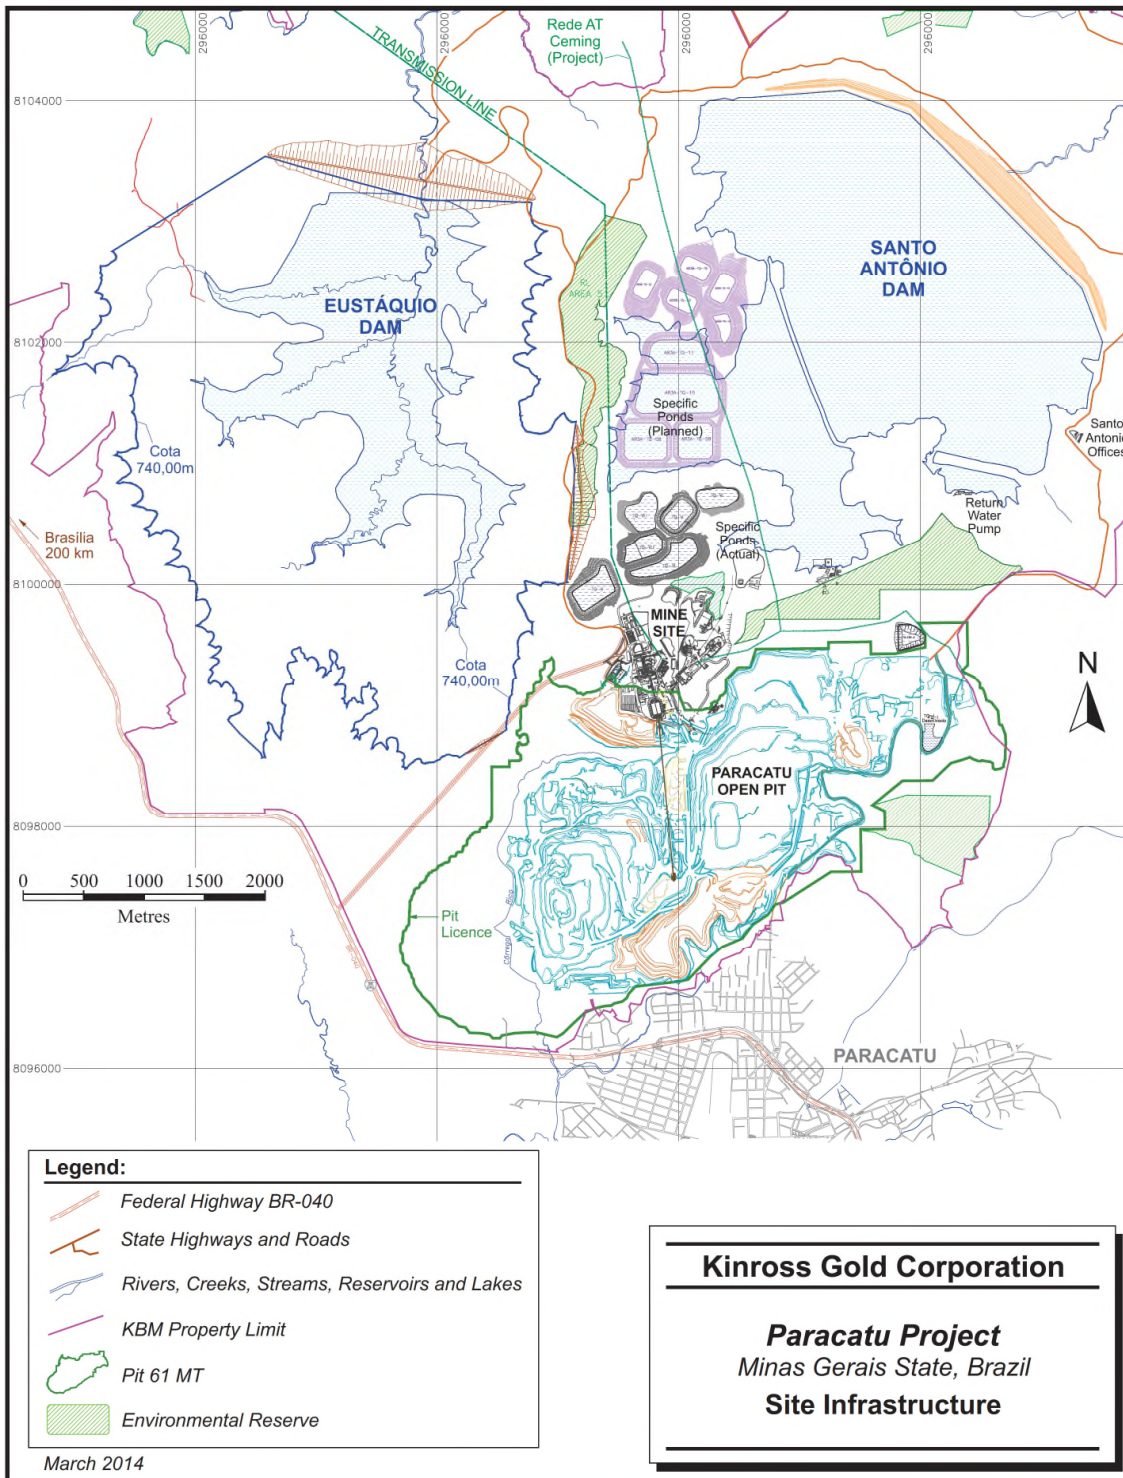 296000
296000
296000
296000
Rede AT
Ceming
(Project)
TRANSMISSION LINE
8104000
EUSTÁQUIO
DAM
SANTO
ANTÔNIO
DAM
R.L
AREA
8102000
Specific
Ponds
(Planned)
Cota
740,00m
Santo
Antonio
Offices
Return
Water
Pump
Specific
Ponds
(Actual)
Brasília
200 km
8100000
MINE
SITE
Cota
740,00m
N
PARACATU
OPEN PIT
8098000
0 500 1000 1500 2000
Metres
Pit
Licence
Córrego Rico
PARACATU
8096000
Legend:
Federal Highway BR-040
State Highways and Roads
Rivers, Creeks, Streams, Reservoirs and Lakes
KBM Property Limit
Pit 61 MT
Environmental Reserve
March 2014
Kinross Gold Corporation
Paracatu Project
Minas Gerais State, Brazil
Site Infrastructure